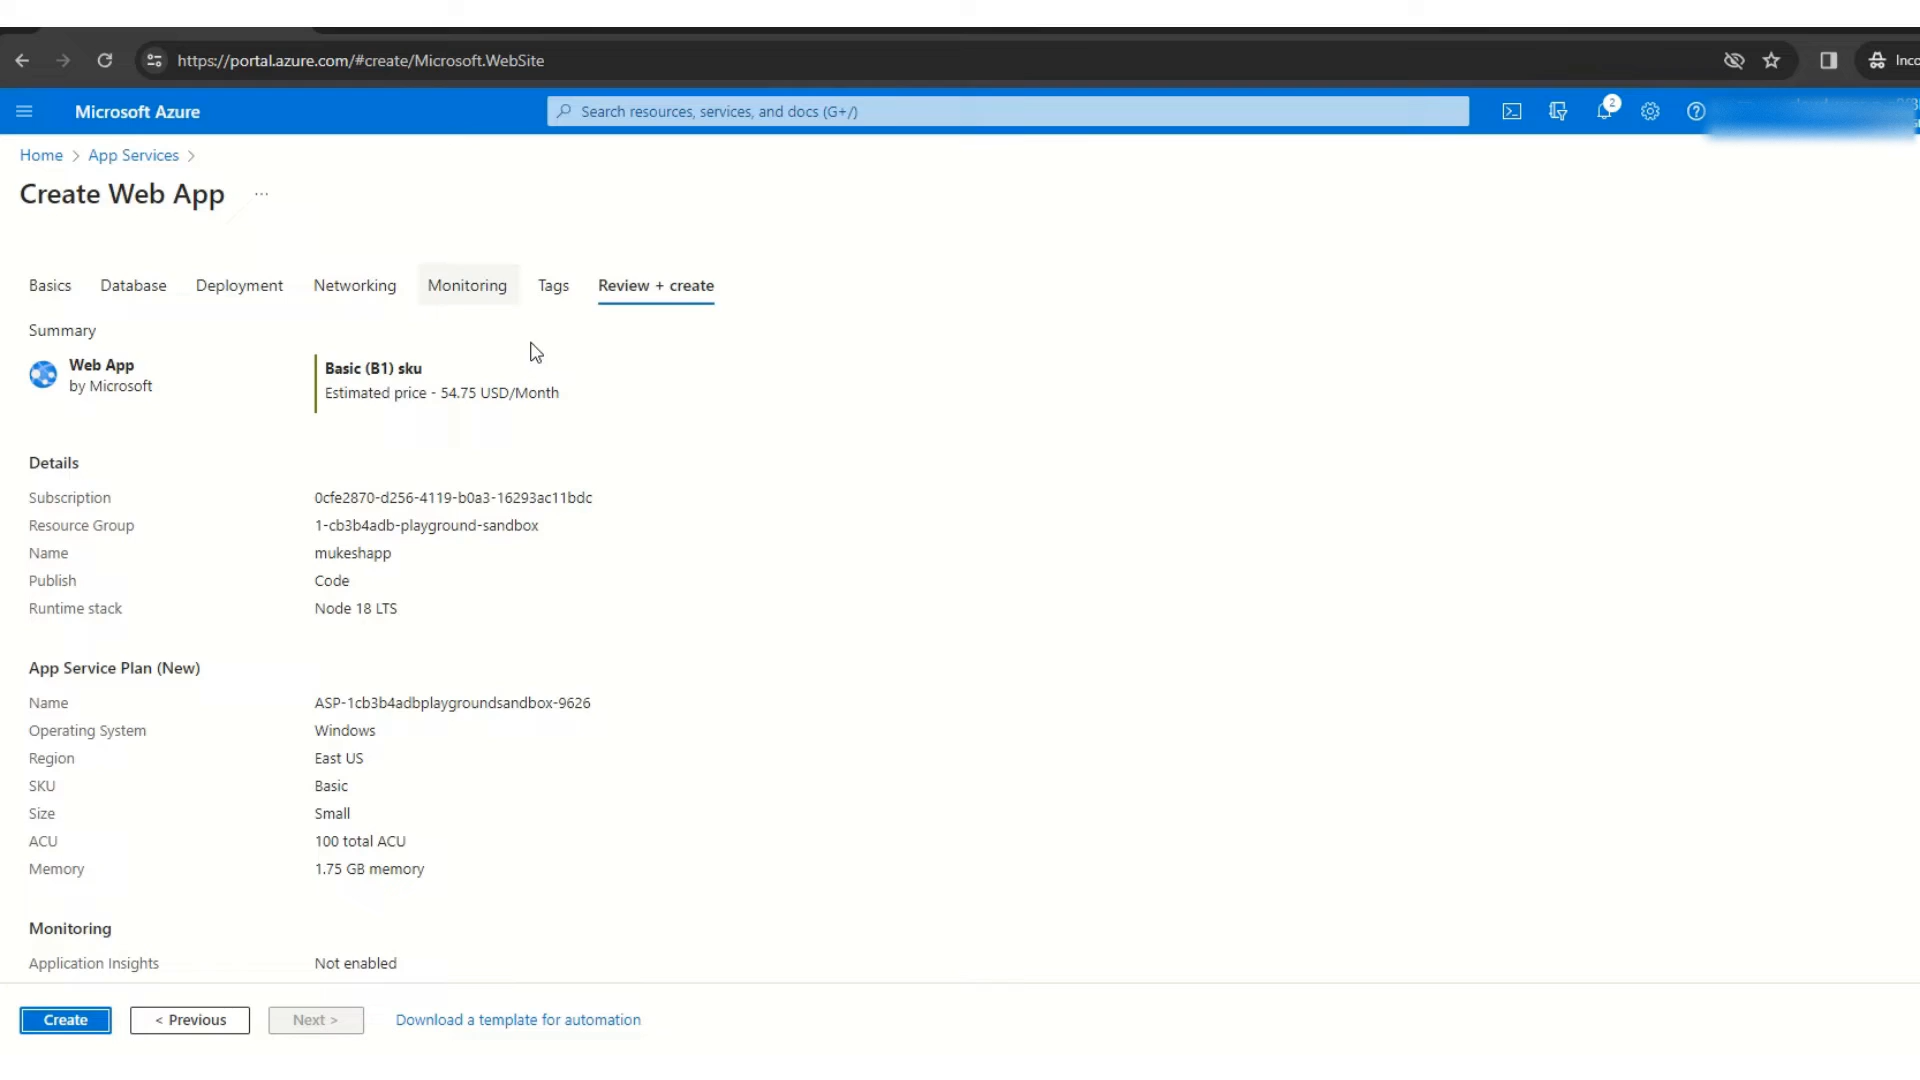 https://portal.azure.com/#create/Microsoft.WebSite
Microsoft Azure
Search resources, services, and docs (G+/)
2
Home > App Services >
Create Web App ...
Basics Database Deployment Networking Monitoring Tags Review + create
Summary
Web App
by Microsoft
Basic (B1) sku
Estimated price - 54.75 USD/Month
Details
Subscription 0cfe2870-d256-4119-b0a3-16293ac11bdc
Resource Group 1-cb3b4adb-playground-sandbox
Name mukeshapp
Publish Code
Runtime stack Node 18 LTS
App Service Plan (New)
Name ASP-1cb3b4adbplaygroundsandbox-9626
Operating System Windows
Region East US
SKU Basic
Size Small
ACU 100 total ACU
Memory 1.75 GB memory
Monitoring
Application Insights Not enabled
Create < Previous Next > Download a template for automation